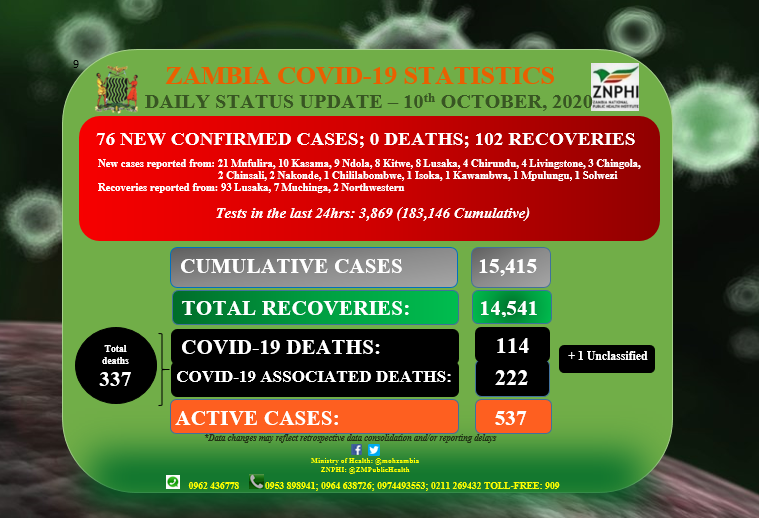 9
ZAMBIA COVID-19 STATISTICS
DAILY STATUS UPDATE – 10th OCTOBER, 2020
ZNPHI
ZAMBIA NATIONAL
PUBLIC HEALTH INSTITUTE
76 NEW CONFIRMED CASES; 0 DEATHS; 102 RECOVERIES
New cases reported from: 21 Mufulira, 10 Kasama, 9 Ndola, 8 Kitwe, 8 Lusaka, 4 Chirundu, 4 Livingstone, 3 Chingola,
2 Chinsali, 2 Nakonde, 1 Chililabombwe, 1 Isoka, 1 Kawambwa, 1 Mpulungu, 1 Solwezi
Recoveries reported from: 93 Lusaka, 7 Muchinga, 2 Northwestern
Tests in the last 24hrs: 3,869 (183,146 Cumulative)
CUMULATIVE CASES 15,415
TOTAL RECOVERIES: 14,541
Total
deaths
337
COVID-19 DEATHS: 114
COVID-19 ASSOCIATED DEATHS: 222
+ 1 Unclassified
ACTIVE CASES: 537
*Data changes may reflect retrospective data consolidation and/or reporting delays
Ministry of Health: @mohzambia
ZNPHI: @ZMPublicHealth
0962 436778 0953 898941; 0964 638726; 0974493553; 0211 269432 TOLL-FREE: 909